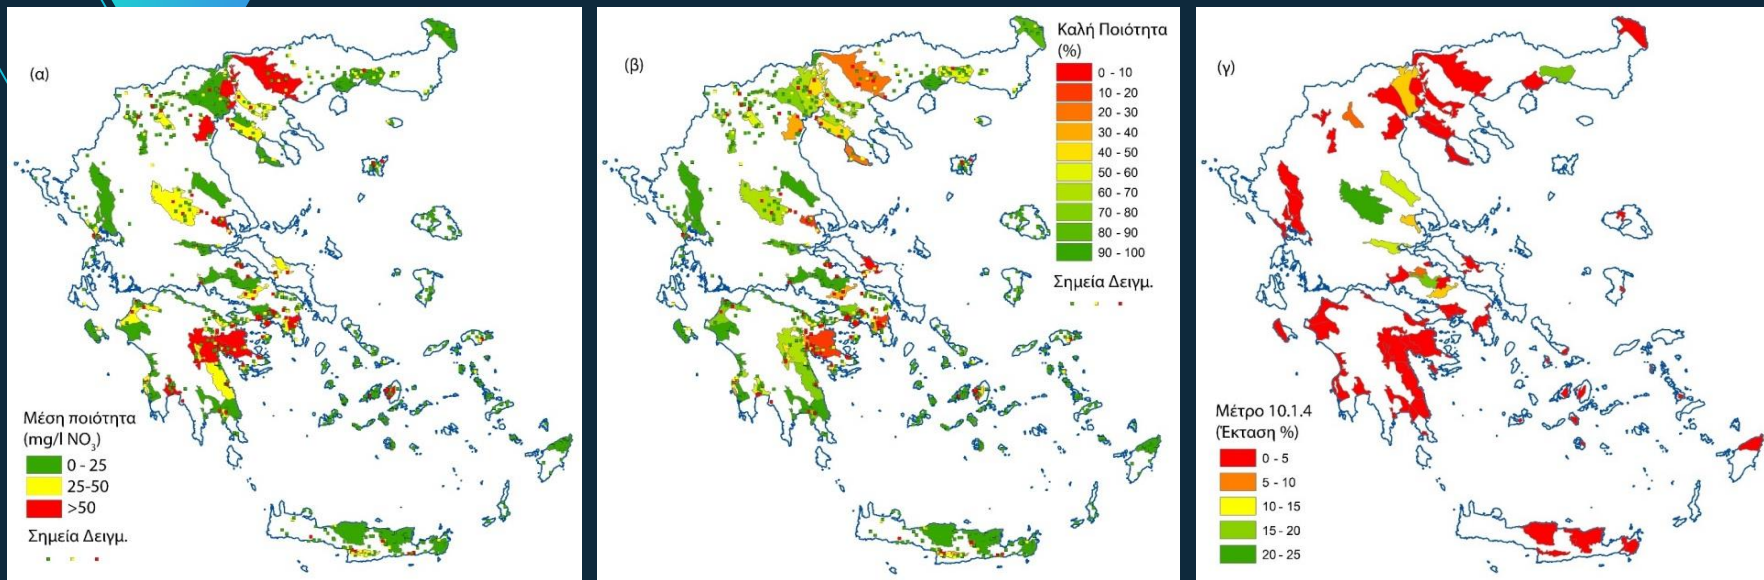 (α)
Μέση ποιότητα
(mg/l NO3)
0 - 25
25-50
>50
Σημεία Δειγμ.
(β)
Καλή Ποιότητα
(%)
0 - 10
10 - 20
20 - 30
30 - 40
40 - 50
50 - 60
60 - 70
70 - 80
80 - 90
90 - 100
Σημεία Δειγμ.
(γ)
Μέτρο 10.1.4
(Έκταση %)
0 - 5
5 - 10
10 - 15
15 - 20
20 - 25